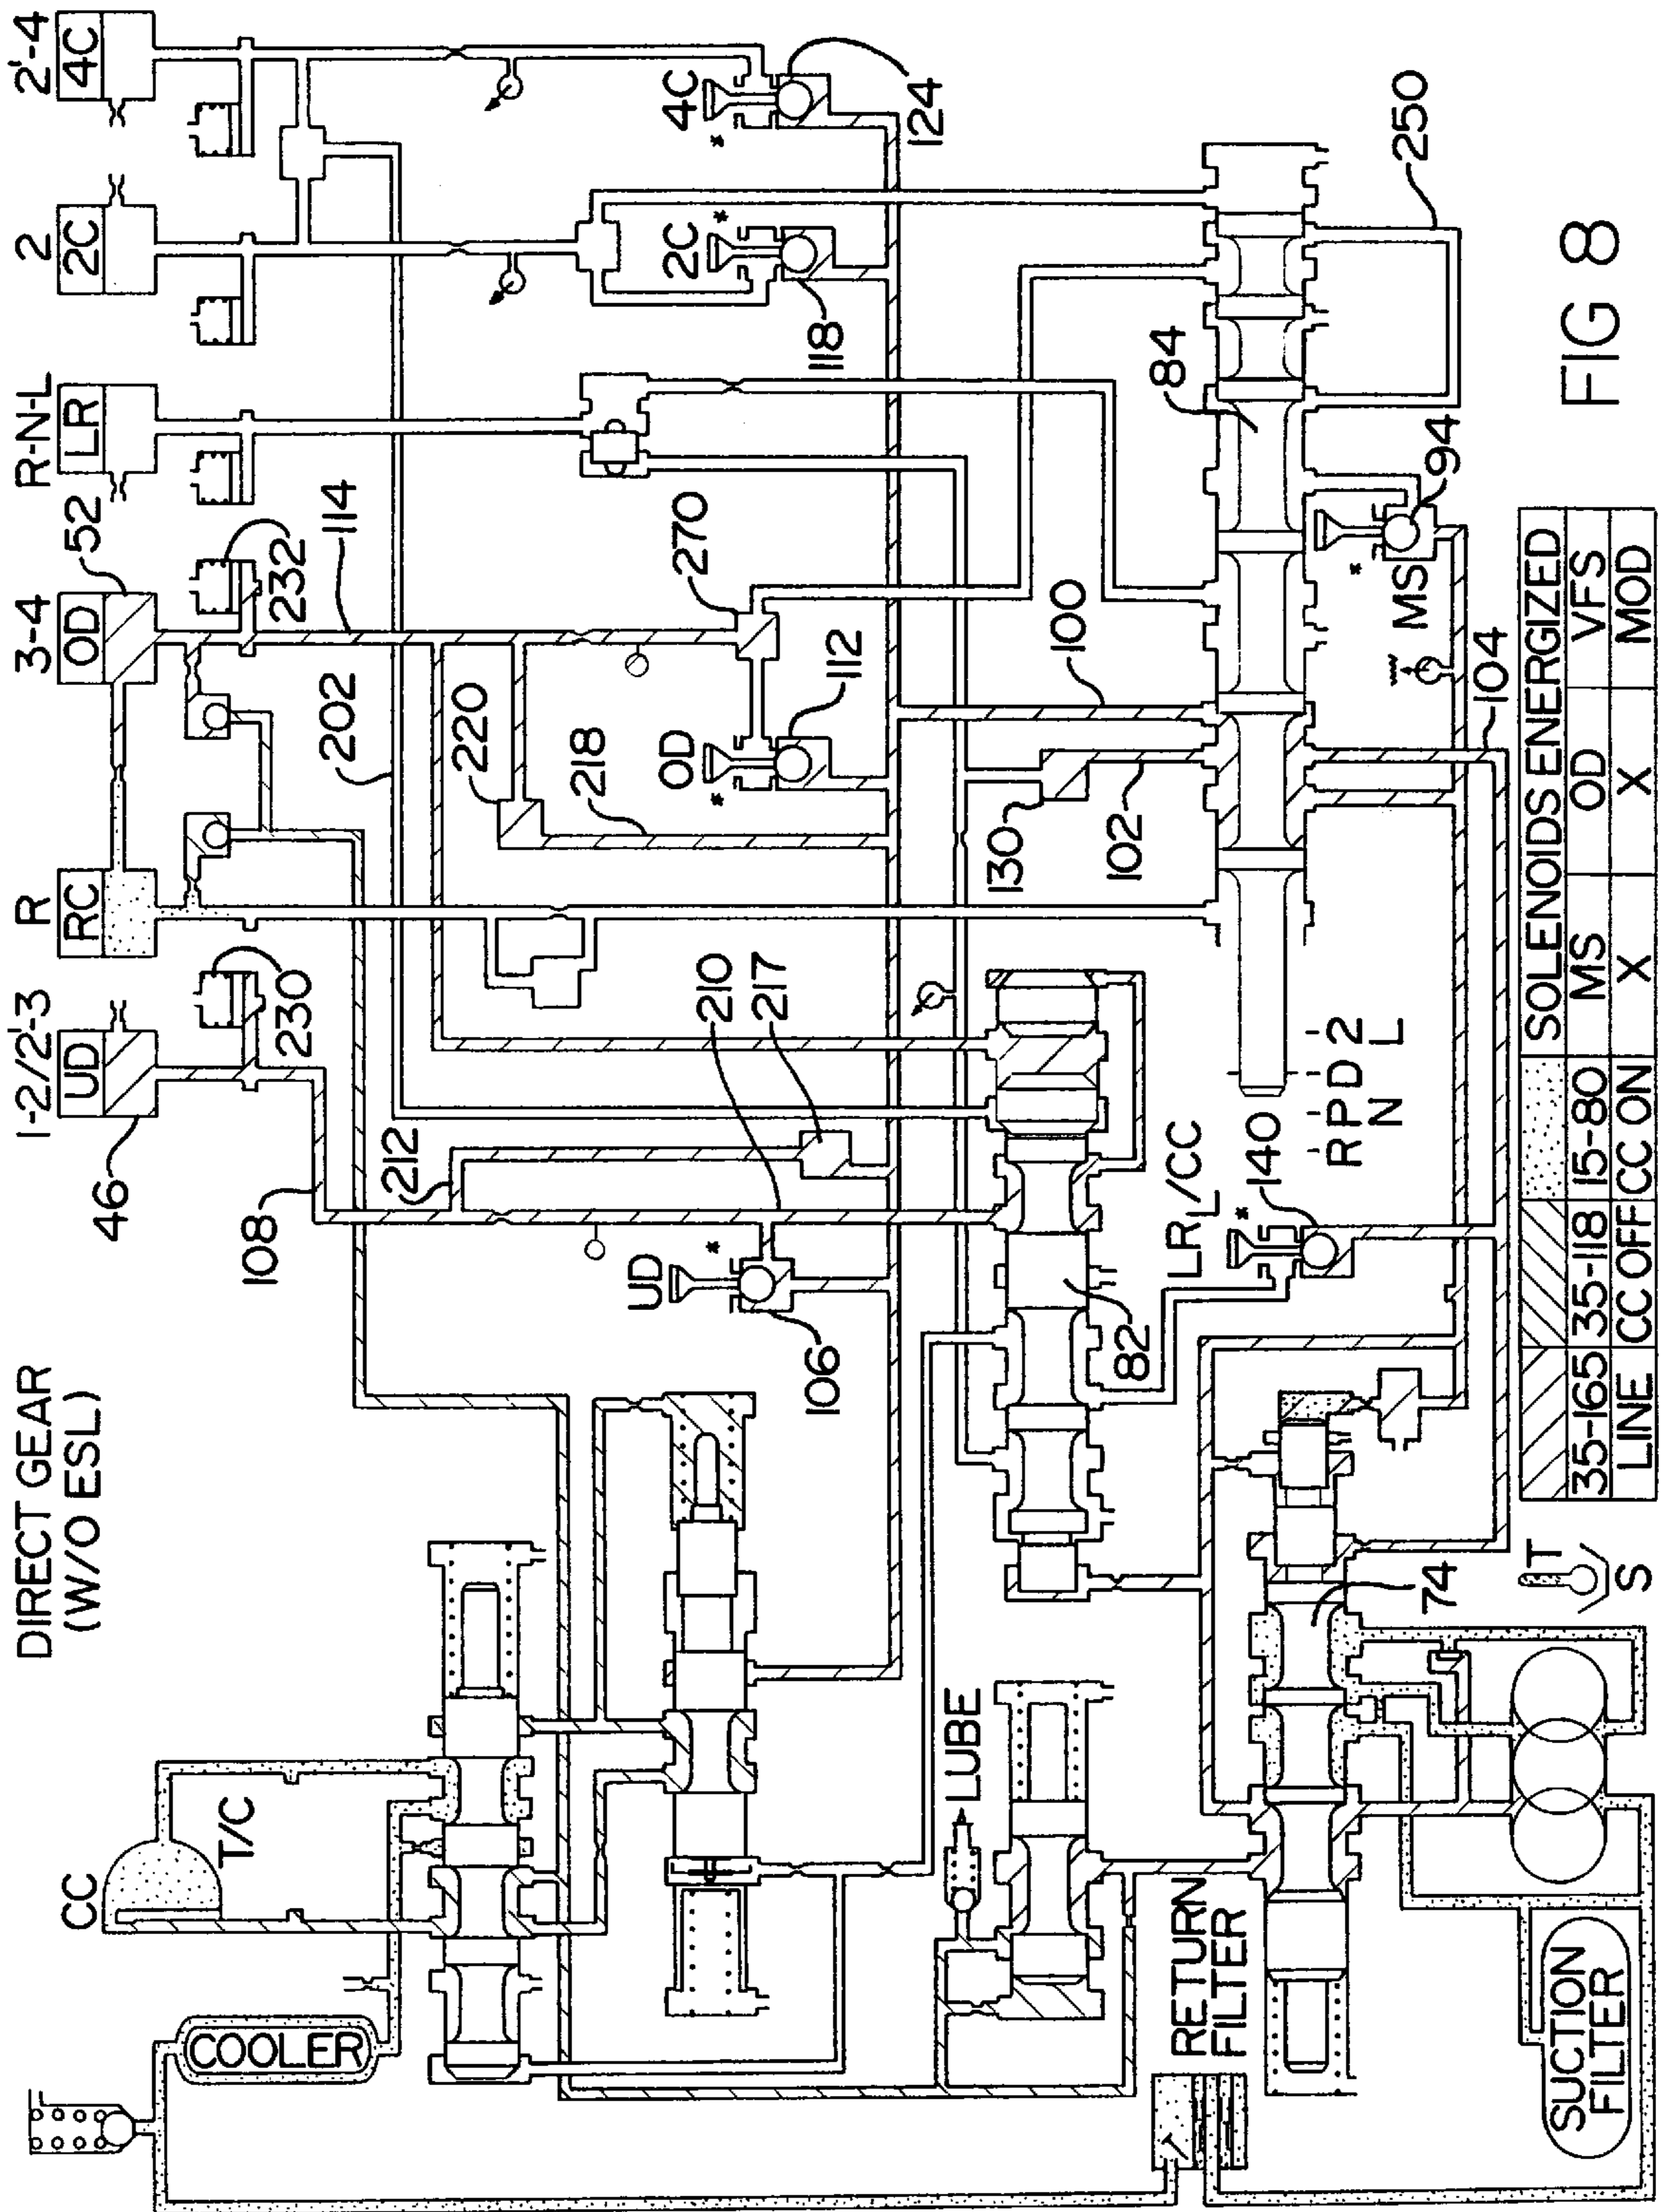 DIRECT GEAR
(W/O ESL)
1-2/2'-3
R
3-4
R-N-L
2
2'-4
UD
RC
OD
LR
2C
4C
46
230
52
232
114
108
212
202
220
218
210
217
270
112
OD
*
UD
*
106
2C
*
118
4C
*
124
CC
T/C
COOLER
LUBE
LR/CC
L
*
140
82
130
102
100
84
250
MS
*
94
104
R P D 2
N L
RETURN
FILTER
SUCTION
FILTER
74
T
S
SOLENOIDS ENERGIZED
35-165 35-118 15-80 MS OD VFS
LINE CC OFF CC ON X X MOD
FIG 8